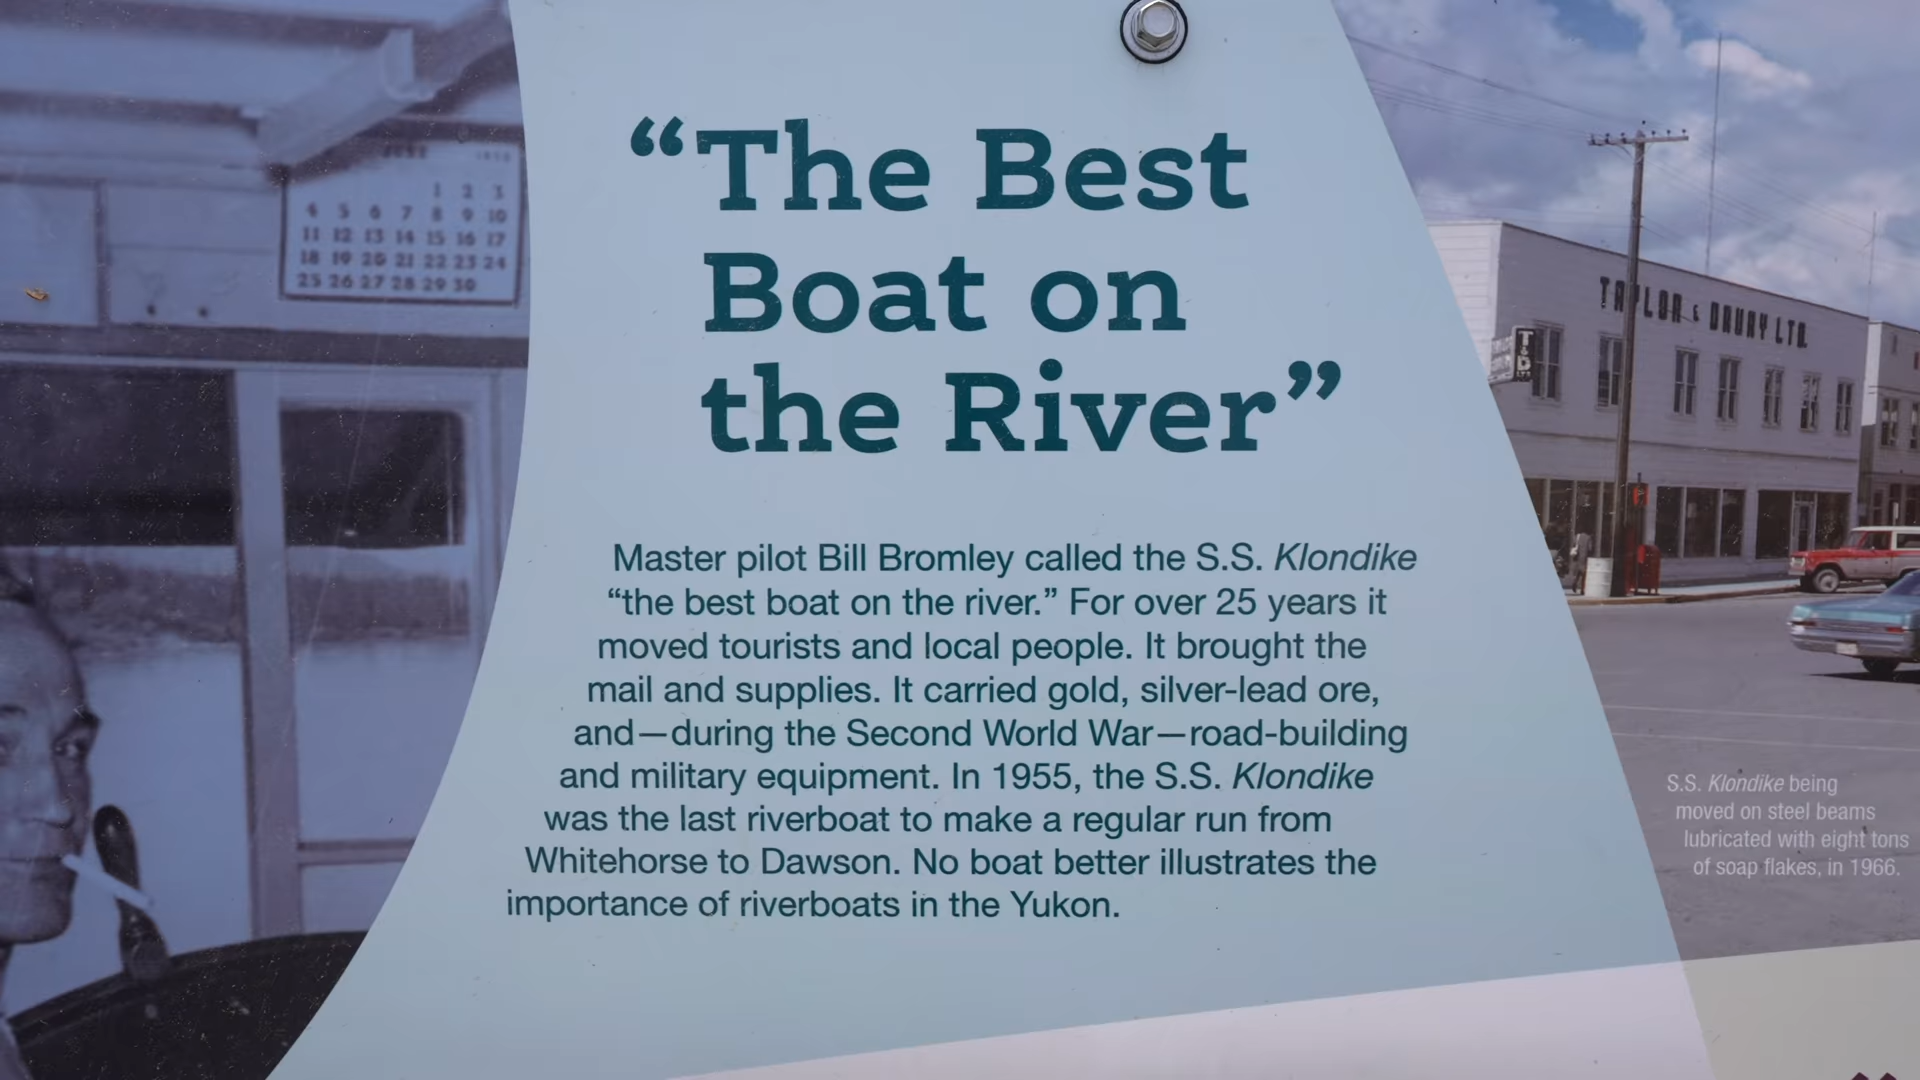 1 2 3
4 5 6 7 8 9 10
11 12 13 14 15 16 17
18 19 20 21 22 23 24
25 26 27 28 29 30
“The Best
Boat on
the River”
Master pilot Bill Bromley called the S.S. Klondike
“the best boat on the river.” For over 25 years it
moved tourists and local people. It brought the
mail and supplies. It carried gold, silver-lead ore,
and—during the Second World War—road-building
and military equipment. In 1955, the S.S. Klondike
was the last riverboat to make a regular run from
Whitehorse to Dawson. No boat better illustrates the
importance of riverboats in the Yukon.
TAYLOR & DRURY LTD.
T&D
S.S. Klondike being
moved on steel beams
lubricated with eight tons
of soap flakes, in 1966.